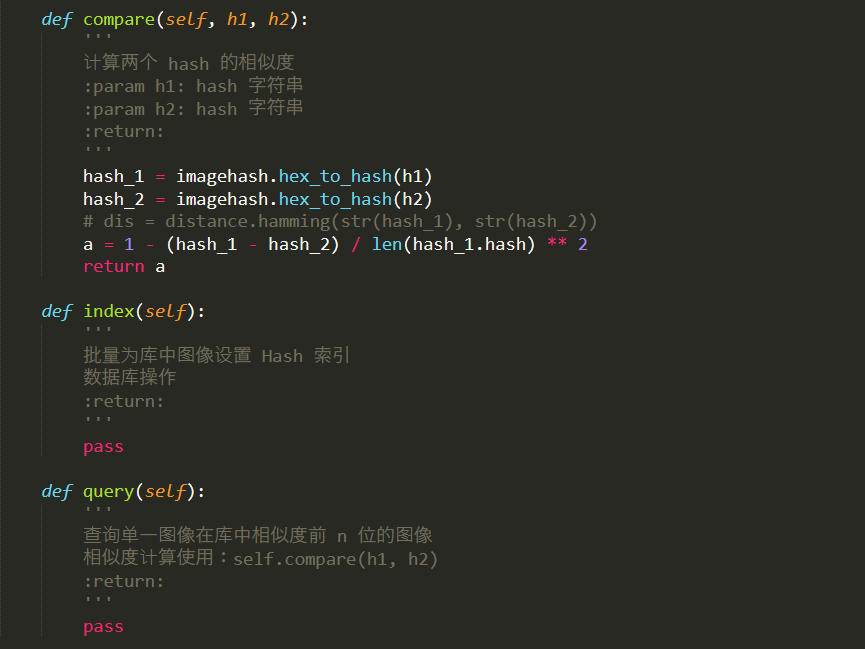 def compare(self, h1, h2):
'''
计算两个 hash 的相似度
:param h1: hash 字符串
:param h2: hash 字符串
:return:
'''
hash_1 = imagehash.hex_to_hash(h1)
hash_2 = imagehash.hex_to_hash(h2)
# dis = distance.hamming(str(hash_1), str(hash_2))
a = 1 - (hash_1 - hash_2) / len(hash_1.hash) ** 2
return a
def index(self):
'''
批量为库中图像设置 Hash 索引
数据库操作
:return:
'''
pass
def query(self):
'''
查询单一图像在库中相似度前 n 位的图像
相似度计算使用：self.compare(h1, h2)
:return:
'''
pass